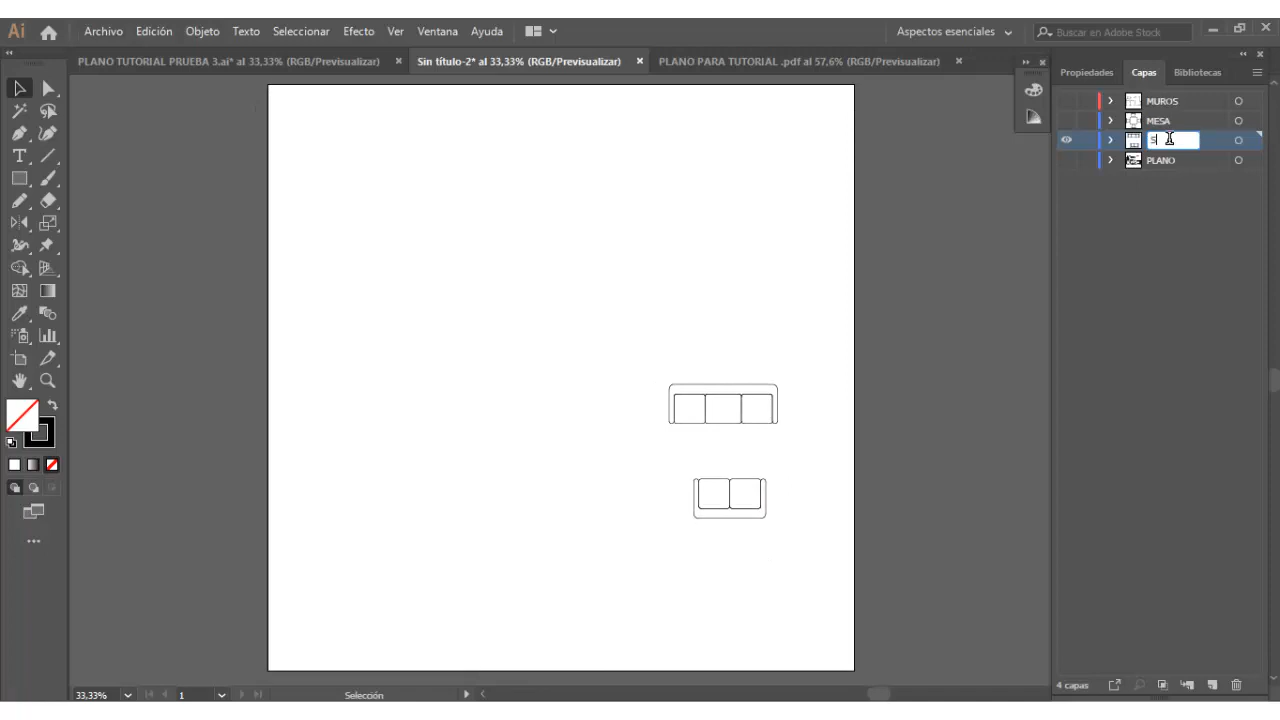 Ai Archivo Edición Objeto Texto Seleccionar Efecto Ver Ventana Ayuda Aspectos esenciales Buscar en Adobe Stock
PLANO TUTORIAL PRUEBA 3.ai* al 33,33% (RGB/Previsualizar) Sin título-2* al 33,33% (RGB/Previsualizar) PLANO PARA TUTORIAL .pdf al 57,6% (RGB/Previsualizar)
Propiedades Capas Bibliotecas
MUROS
MESA
S
PLANO
33,33% 1 Selección 4 capas